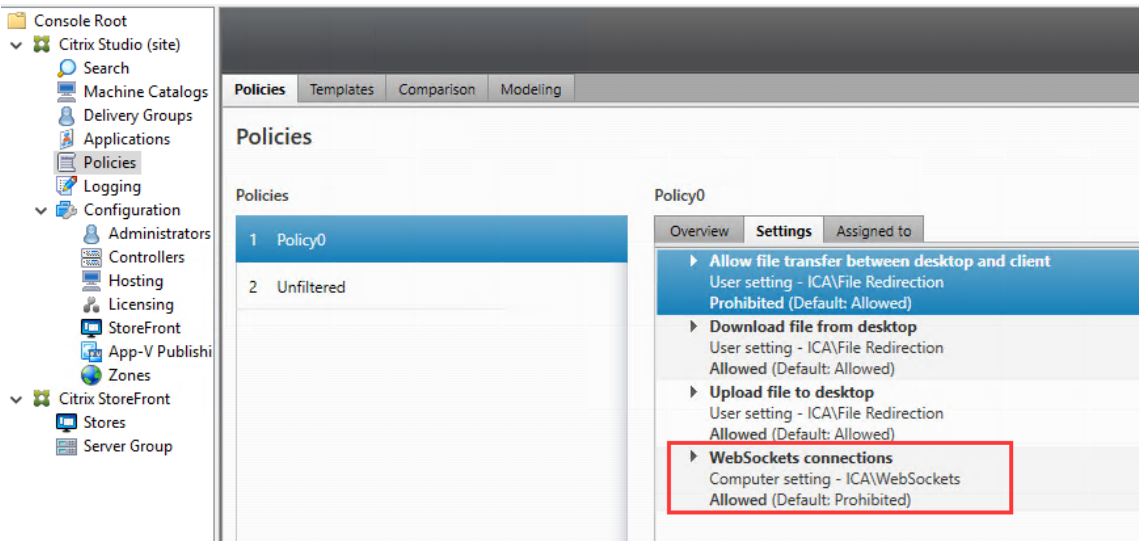 Console Root
Citrix Studio (site)
Search
Machine Catalogs
Delivery Groups
Applications
Policies
Logging
Configuration
Administrators
Controllers
Hosting
Licensing
StoreFront
App-V Publishi
Zones
Citrix StoreFront
Stores
Server Group
Policies Templates Comparison Modeling
Policies
Policies
1 Policy0
2 Unfiltered
Policy0
Overview Settings Assigned to
Allow file transfer between desktop and client
User setting - ICA\File Redirection
Prohibited (Default: Allowed)
Download file from desktop
User setting - ICA\File Redirection
Allowed (Default: Allowed)
Upload file to desktop
User setting - ICA\File Redirection
Allowed (Default: Allowed)
WebSockets connections
Computer setting - ICA\WebSockets
Allowed (Default: Prohibited)